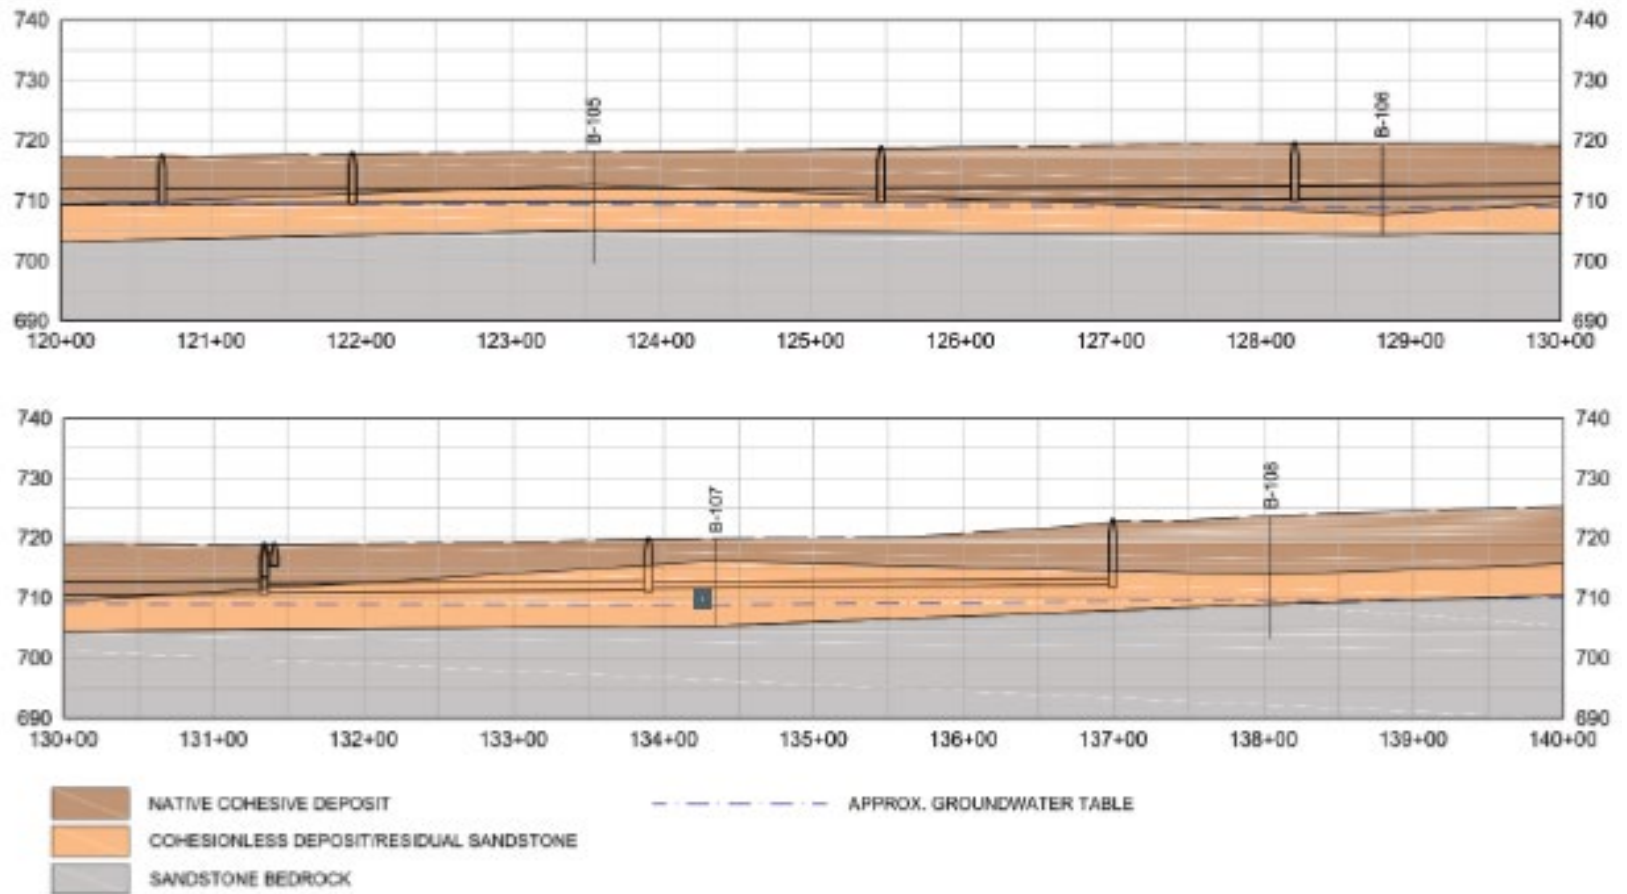 740 740
730 730
B-105 B-106
720 720
710 710
700 700
690 690
120+00 121+00 122+00 123+00 124+00 125+00 126+00 127+00 128+00 129+00 130+00
740 740
730 730
B-107 B-108
720 720
710 710
700 700
690 690
130+00 131+00 132+00 133+00 134+00 135+00 136+00 137+00 138+00 139+00 140+00
NATIVE COHESIVE DEPOSIT APPROX. GROUNDWATER TABLE
COHESIONLESS DEPOSIT/RESIDUAL SANDSTONE
SANDSTONE BEDROCK